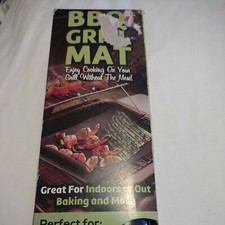 BBQ
GRILL
MAT
Enjoy Cooking On Your
Grill Without The Mess!
Great For Indoors or Out
Baking and More
Perfect for: